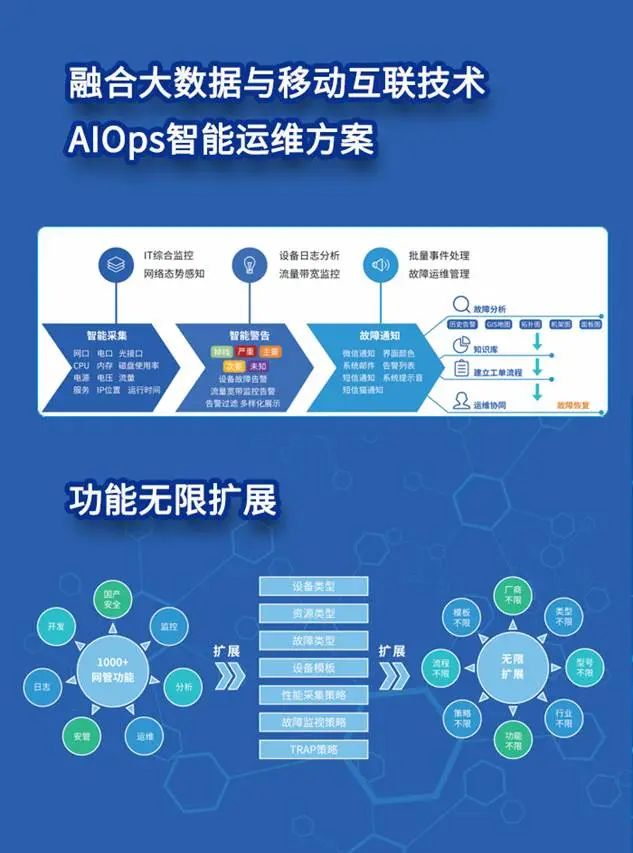 融合大数据与移动互联技术
AIOps智能运维方案
IT综合监控
网络态势感知
设备日志分析
流量带宽监控
批量事件处理
故障运维管理
智能采集
网口 电口 光接口
CPU 内存 磁盘使用率
电源 电压 流量
服务 IP位置 运行时间
智能警告
掉线 严重 主要
次要 未知
设备故障告警
流量宽带监控告警
告警过滤 多样化展示
故障通知
微信通知 界面颜色
系统邮件 告警列表
短信通知 系统提示音
短信猫通知
故障分析
历史告警 GIS地图 拓扑图 机架图 面板图
知识库
建立工单流程
运维协同
故障恢复
功能无限扩展
国产
安全
开发
监控
1000+
网管功能
日志
分析
安管
运维
扩展
设备类型
资源类型
故障类型
设备模板
性能采集策略
故障监视策略
TRAP策略
扩展
厂商
不限
模板
不限
类型
不限
流程
不限
无限
扩展
型号
不限
策略
不限
行业
不限
功能
不限